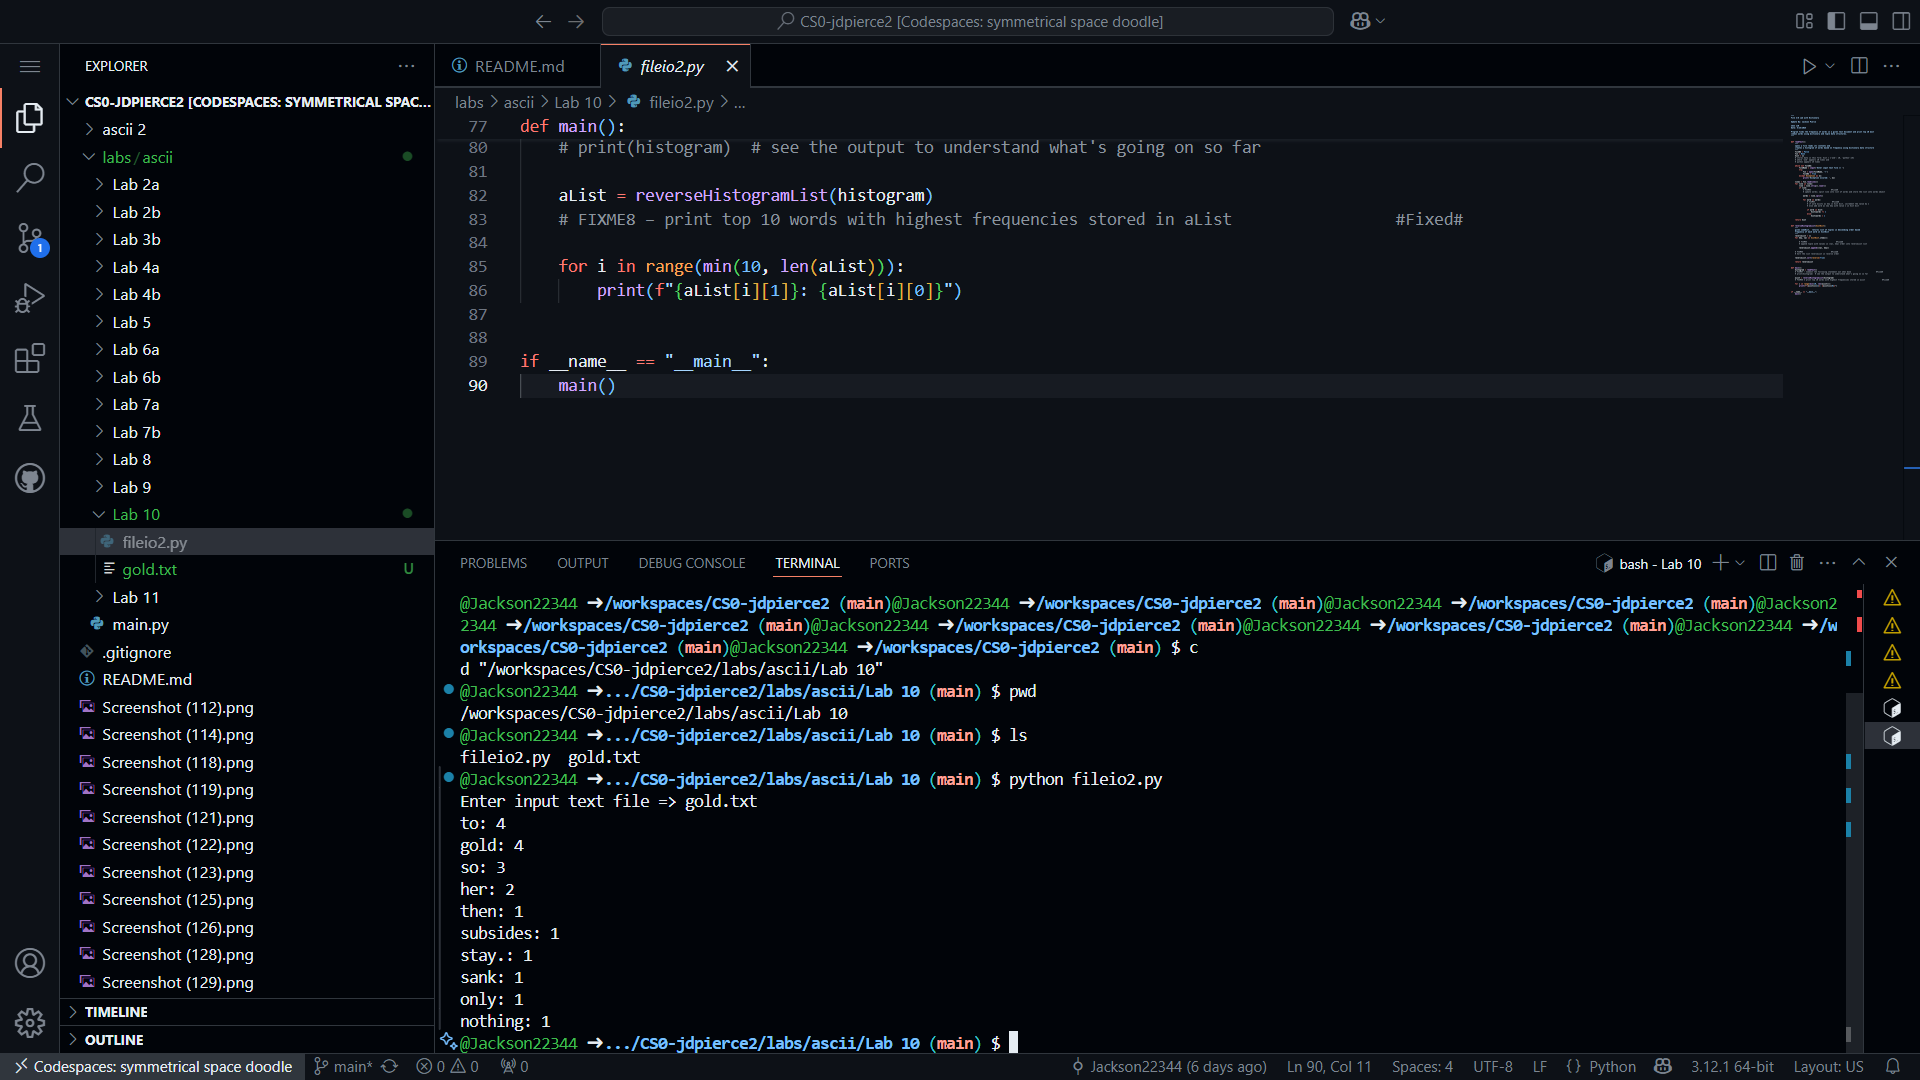 CS0-jdpierce2 [Codespaces: symmetrical space doodle]
EXPLORER
CS0-JDPIERCE2 [CODESPACES: SYMMETRICAL SPAC...
ascii 2
labs/ascii
Lab 2a
Lab 2b
Lab 3b
Lab 4a
Lab 4b
Lab 5
Lab 6a
Lab 6b
Lab 7a
Lab 7b
Lab 8
Lab 9
Lab 10
fileio2.py
gold.txt U
Lab 11
main.py
.gitignore
README.md
Screenshot (112).png
Screenshot (114).png
Screenshot (118).png
Screenshot (119).png
Screenshot (121).png
Screenshot (122).png
Screenshot (123).png
Screenshot (125).png
Screenshot (126).png
Screenshot (128).png
Screenshot (129).png
TIMELINE
OUTLINE
1
README.md
fileio2.py
labs > ascii > Lab 10 > fileio2.py > ...
77 def main():
80 # print(histogram)  # see the output to understand what's going on so far
81
82 aList = reverseHistogramList(histogram)
83 # FIXME8 – print top 10 words with highest frequencies stored in aList #Fixed#
84
85 for i in range(min(10, len(aList))):
86 print(f"{aList[i][1]}: {aList[i][0]}")
87
88
89 if __name__ == "__main__":
90 main()
PROBLEMS OUTPUT DEBUG CONSOLE TERMINAL PORTS
bash - Lab 10
@Jackson22344 ➜/workspaces/CS0-jdpierce2 (main)@Jackson22344 ➜/workspaces/CS0-jdpierce2 (main)@Jackson22344 ➜/workspaces/CS0-jdpierce2 (main)@Jackson2
2344 ➜/workspaces/CS0-jdpierce2 (main)@Jackson22344 ➜/workspaces/CS0-jdpierce2 (main)@Jackson22344 ➜/workspaces/CS0-jdpierce2 (main)@Jackson22344 ➜/w
orkspaces/CS0-jdpierce2 (main)@Jackson22344 ➜/workspaces/CS0-jdpierce2 (main) $ c
d "/workspaces/CS0-jdpierce2/labs/ascii/Lab 10"
@Jackson22344 ➜.../CS0-jdpierce2/labs/ascii/Lab 10 (main) $ pwd
/workspaces/CS0-jdpierce2/labs/ascii/Lab 10
@Jackson22344 ➜.../CS0-jdpierce2/labs/ascii/Lab 10 (main) $ ls
fileio2.py  gold.txt
@Jackson22344 ➜.../CS0-jdpierce2/labs/ascii/Lab 10 (main) $ python fileio2.py
Enter input text file => gold.txt
to: 4
gold: 4
so: 3
her: 2
then: 1
subsides: 1
stay.: 1
sank: 1
only: 1
nothing: 1
@Jackson22344 ➜.../CS0-jdpierce2/labs/ascii/Lab 10 (main) $
Codespaces: symmetrical space doodle main* 0 0 0 Jackson22344 (6 days ago) Ln 90, Col 11 Spaces: 4 UTF-8 LF {} Python 3.12.1 64-bit Layout: US